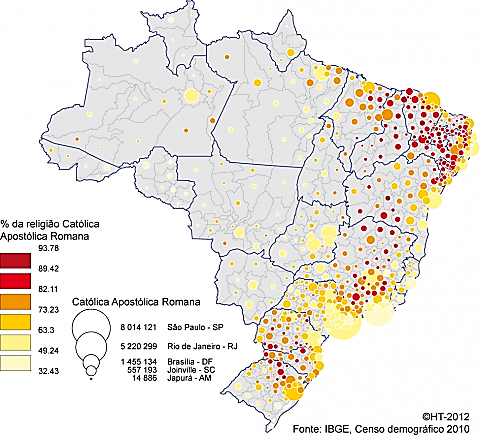 % da religião Católica
Apostólica Romana
93.78
89.42
82.11
73.23
63.3
49.24
32.43
Católica Apostólica Romana
8 014 121 São Paulo - SP
5 220 299 Rio de Janeiro - RJ
1 455 134 Brasília - DF
557 193 Joinville - SC
14 886 Japurá - AM
©HT-2012
Fonte: IBGE, Censo demográfico 2010